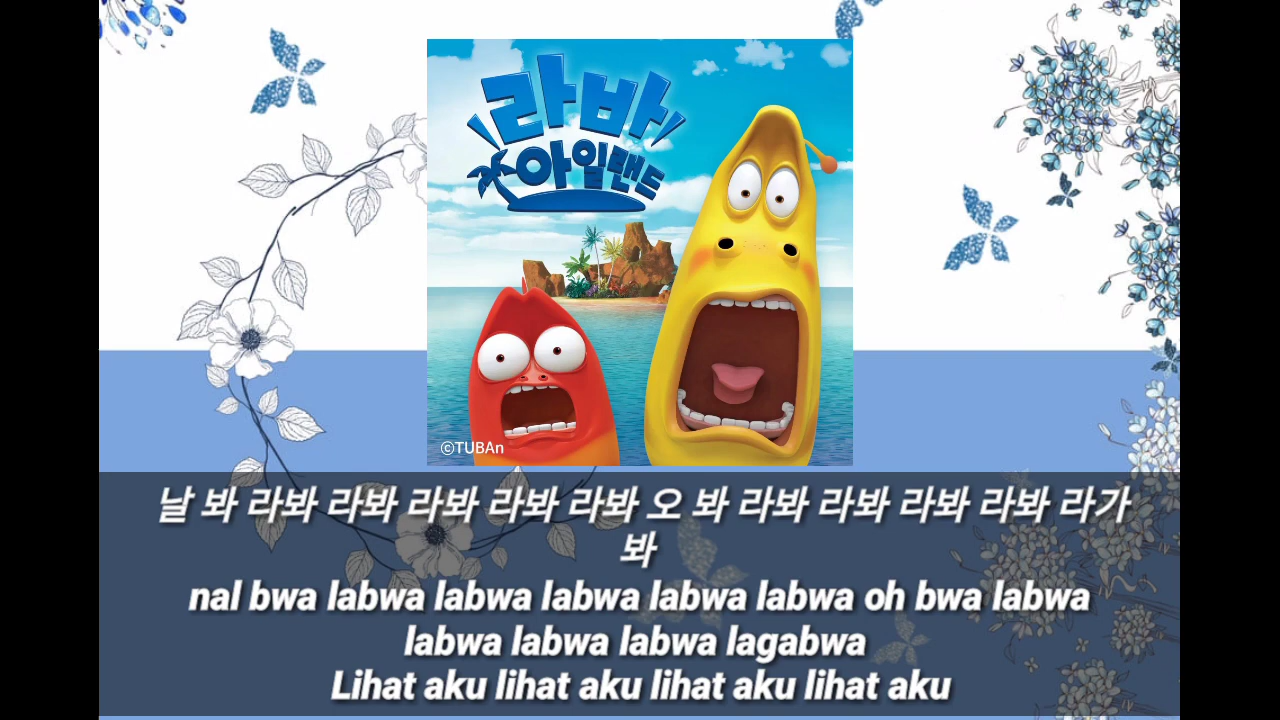 라바
아일랜드
©TUBAn
날 봐 라봐 라봐 라봐 라봐 라봐 오 봐 라봐 라봐 라봐 라봐 라가
봐
nal bwa labwa labwa labwa labwa labwa oh bwa labwa
labwa labwa labwa lagabwa
Lihat aku lihat aku lihat aku lihat aku